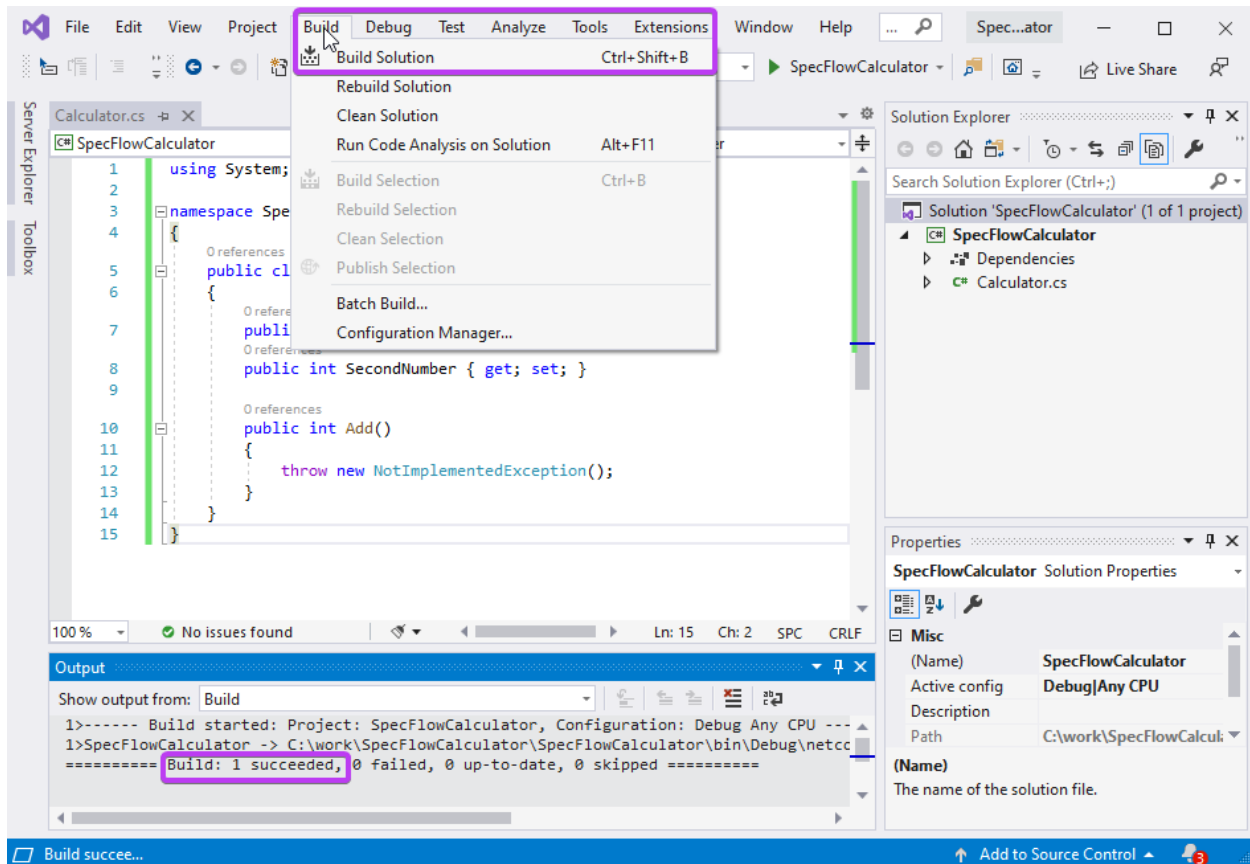 File Edit View Project Build Debug Test Analyze Tools Extensions Window Help ... Spec...ator
SpecFlowCalculator Live Share
Build Solution Ctrl+Shift+B
Rebuild Solution
Clean Solution
Run Code Analysis on Solution Alt+F11
Build Selection Ctrl+B
Rebuild Selection
Clean Selection
Publish Selection
Batch Build...
Configuration Manager...
Server Explorer
Toolbox
Calculator.cs
C# SpecFlowCalculator
1 using System;
2
3 namespace Spe
4 {
0 references
5 public cl
6 {
0 refere
7 publi
0 references
8 public int SecondNumber { get; set; }
9
0 references
10 public int Add()
11 {
12 throw new NotImplementedException();
13 }
14 }
15 }
100 % No issues found Ln: 15 Ch: 2 SPC CRLF
Output
Show output from: Build
1>------ Build started: Project: SpecFlowCalculator, Configuration: Debug Any CPU ---
1>SpecFlowCalculator -> C:\work\SpecFlowCalculator\SpecFlowCalculator\bin\Debug\netco
========== Build: 1 succeeded, 0 failed, 0 up-to-date, 0 skipped ==========
Solution Explorer
Search Solution Explorer (Ctrl+;)
Solution 'SpecFlowCalculator' (1 of 1 project)
C# SpecFlowCalculator
Dependencies
C# Calculator.cs
Properties
SpecFlowCalculator Solution Properties
Misc
(Name) SpecFlowCalculator
Active config Debug|Any CPU
Description
Path C:\work\SpecFlowCalcul
(Name)
The name of the solution file.
Build succee... Add to Source Control 3